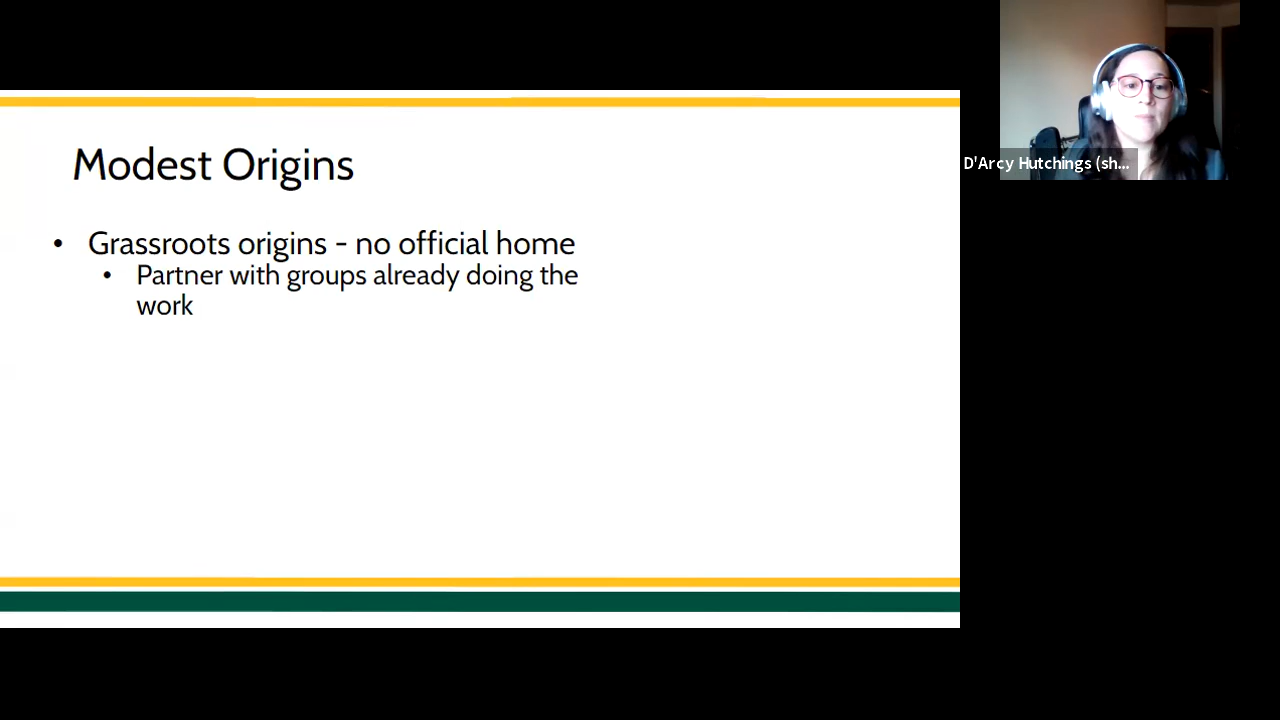 Modest Origins
• Grassroots origins - no official home
• Partner with groups already doing the
work
D'Arcy Hutchings (sh...